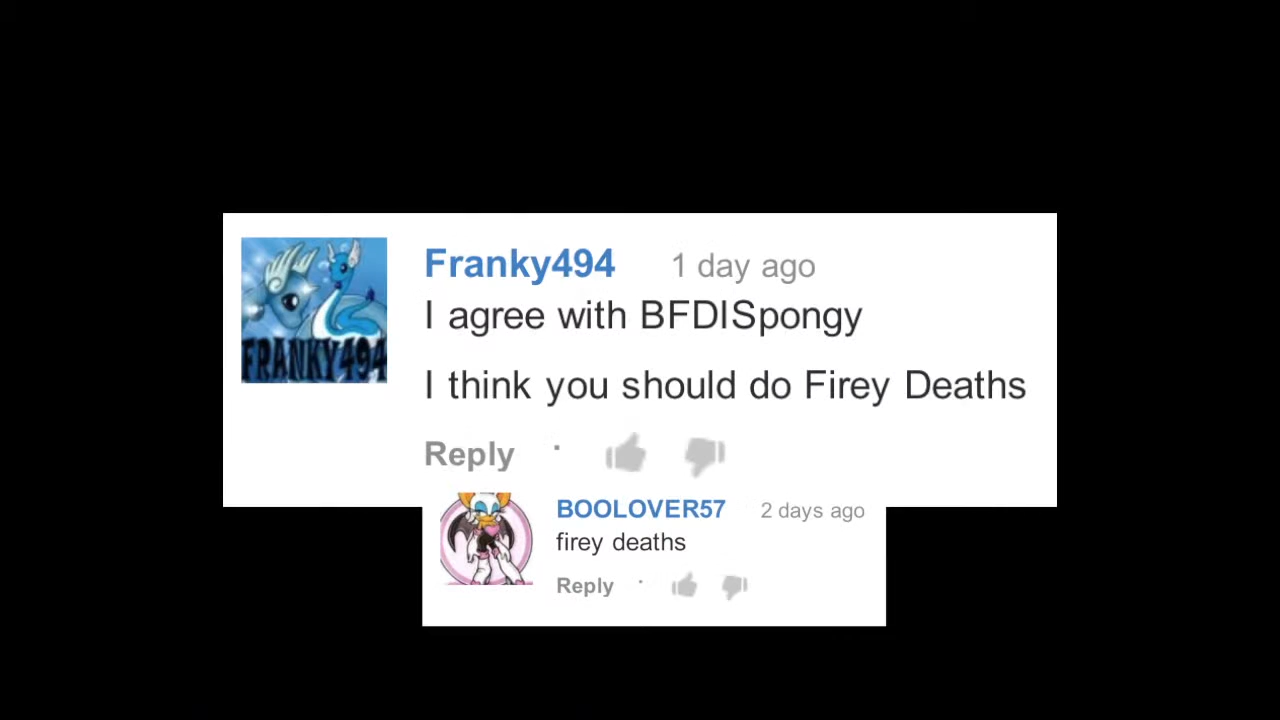 FRANKY494
Franky494 1 day ago
I agree with BFDISpongy
I think you should do Firey Deaths
Reply ·
BOOLOVER57 2 days ago
firey deaths
Reply ·